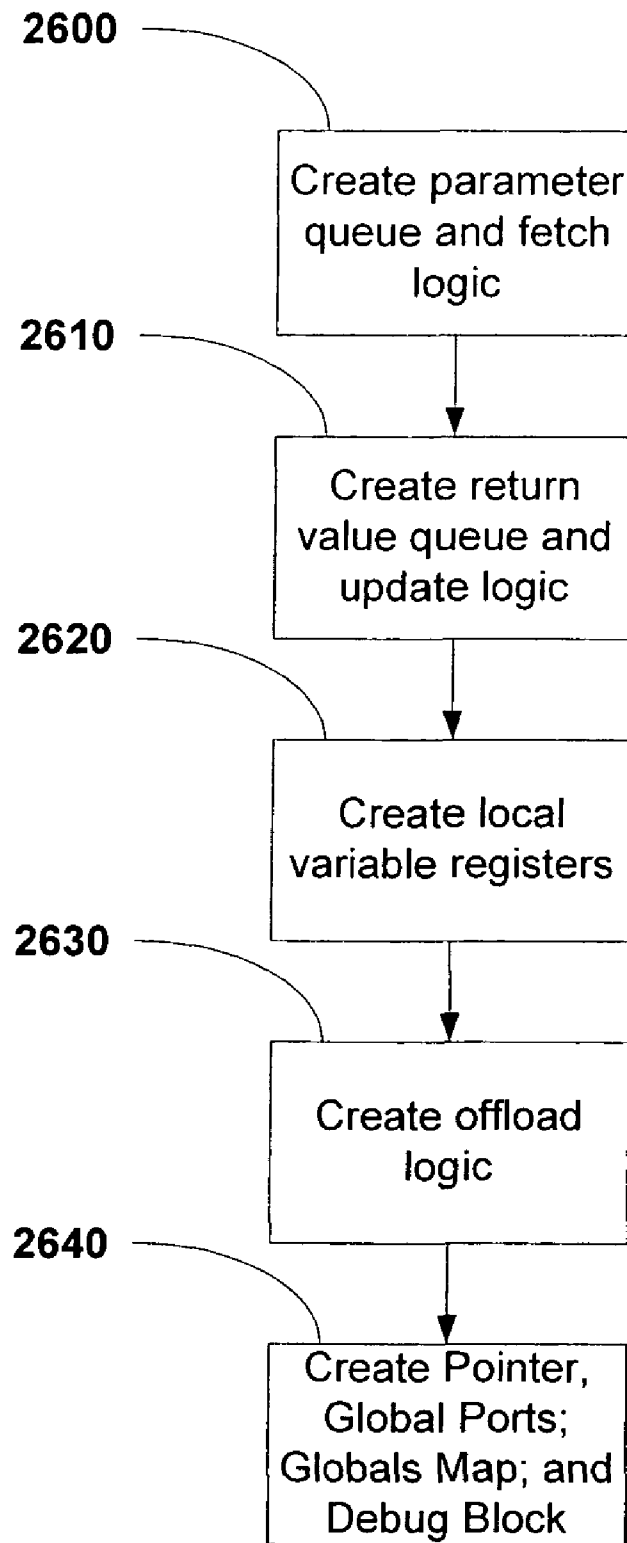 2600
Create parameter
queue and fetch
logic
2610
Create return
value queue and
update logic
2620
Create local
variable registers
2630
Create offload
logic
2640
Create Pointer,
Global Ports;
Globals Map; and
Debug Block